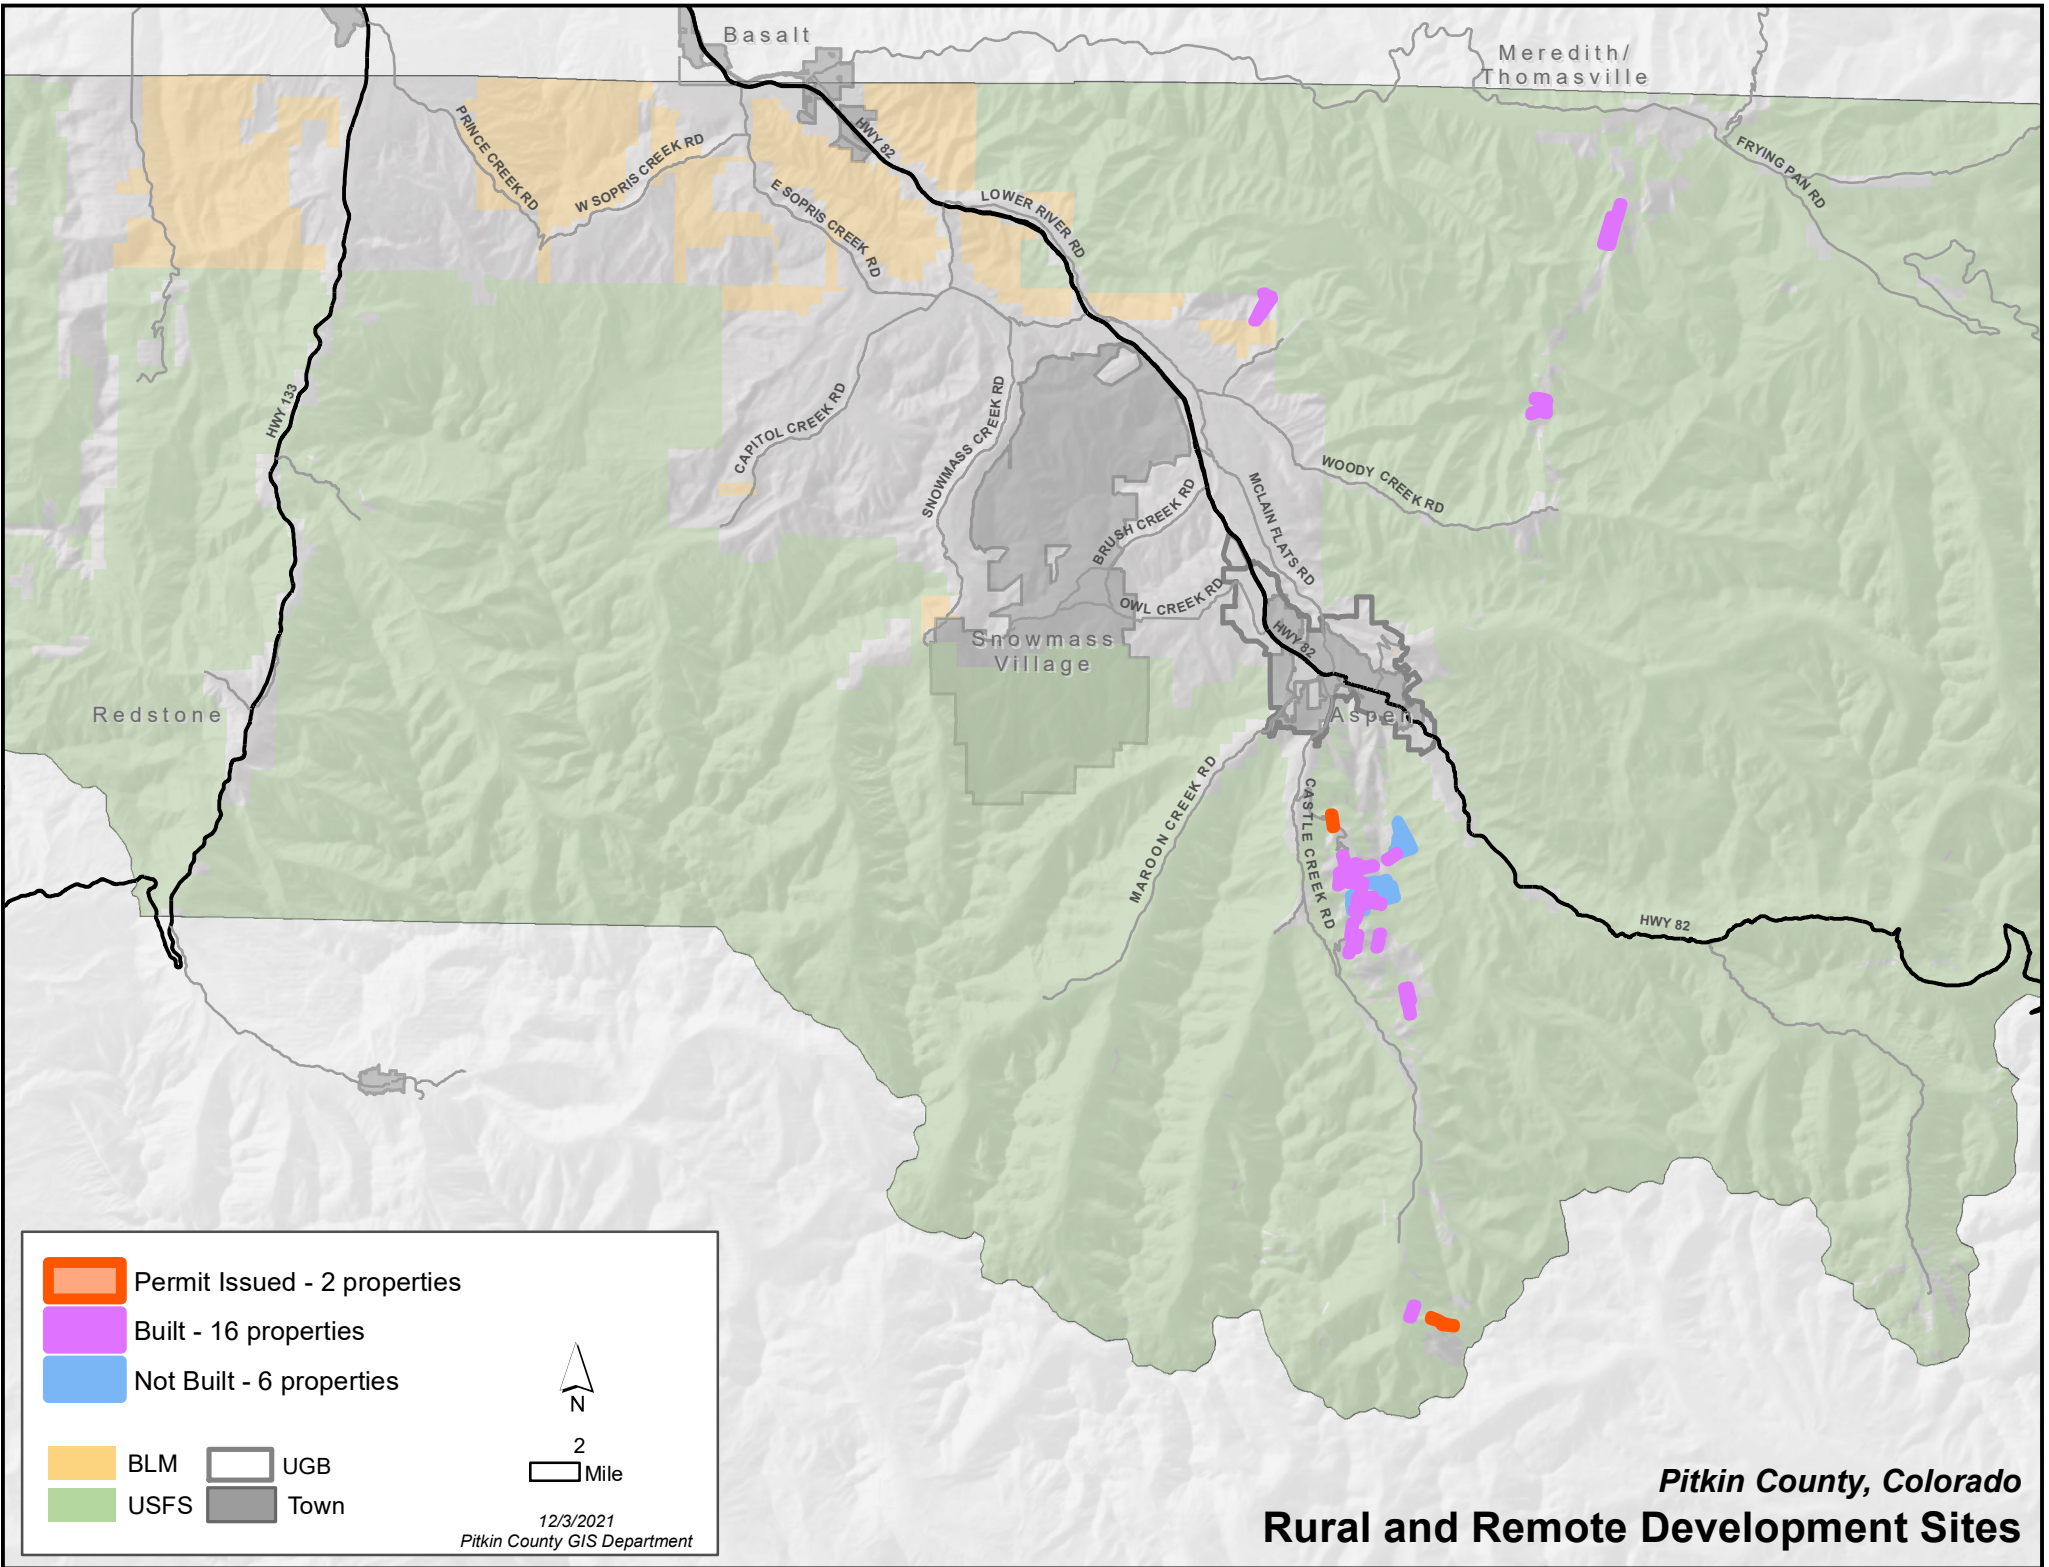 Basalt
Meredith/
Thomasville
PRINCE CREEK RD
W SOPRIS CREEK RD
HWY 82
E SOPRIS CREEK RD
LOWER RIVER RD
FRYING PAN RD
HWY 133
CAPITOL CREEK RD
SNOWMASS CREEK RD
BRUSH CREEK RD
MCLAIN FLATS RD
WOODY CREEK RD
OWL CREEK RD
HWY 82
Snowmass
Village
Redstone
Aspen
MAROON CREEK RD
CASTLE CREEK RD
HWY 82
Permit Issued - 2 properties
Built - 16 properties
Not Built - 6 properties
N
2
Mile
BLM
UGB
USFS
Town
12/3/2021
Pitkin County GIS Department
Pitkin County, Colorado
Rural and Remote Development Sites